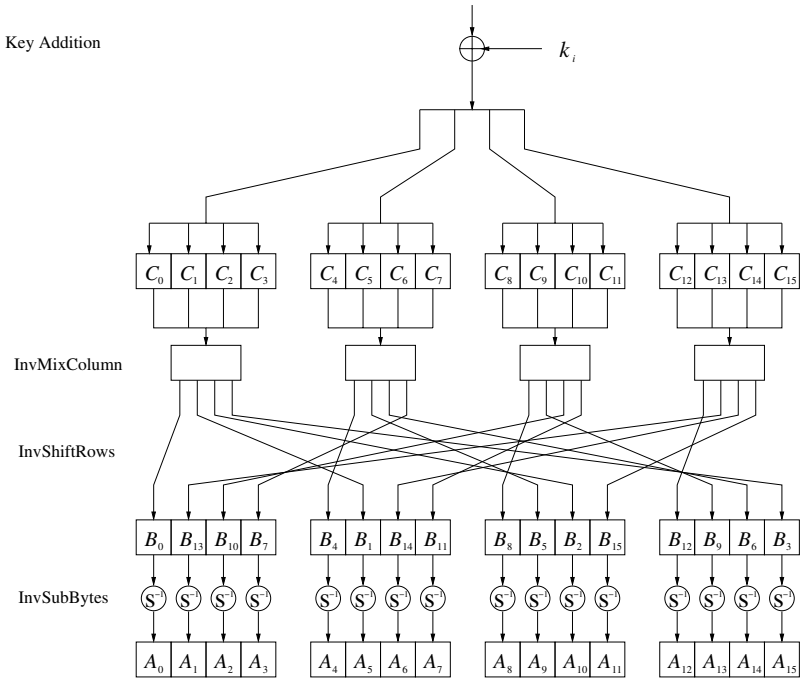 Key Addition
k_i
C_0 C_1 C_2 C_3 C_4 C_5 C_6 C_7 C_8 C_9 C_10 C_11 C_12 C_13 C_14 C_15
InvMixColumn
InvShiftRows
B_0 B_13 B_10 B_7 B_4 B_1 B_14 B_11 B_8 B_5 B_2 B_15 B_12 B_9 B_6 B_3
InvSubBytes S^-1 S^-1 S^-1 S^-1 S^-1 S^-1 S^-1 S^-1 S^-1 S^-1 S^-1 S^-1 S^-1 S^-1 S^-1 S^-1
A_0 A_1 A_2 A_3 A_4 A_5 A_6 A_7 A_8 A_9 A_10 A_11 A_12 A_13 A_14 A_15